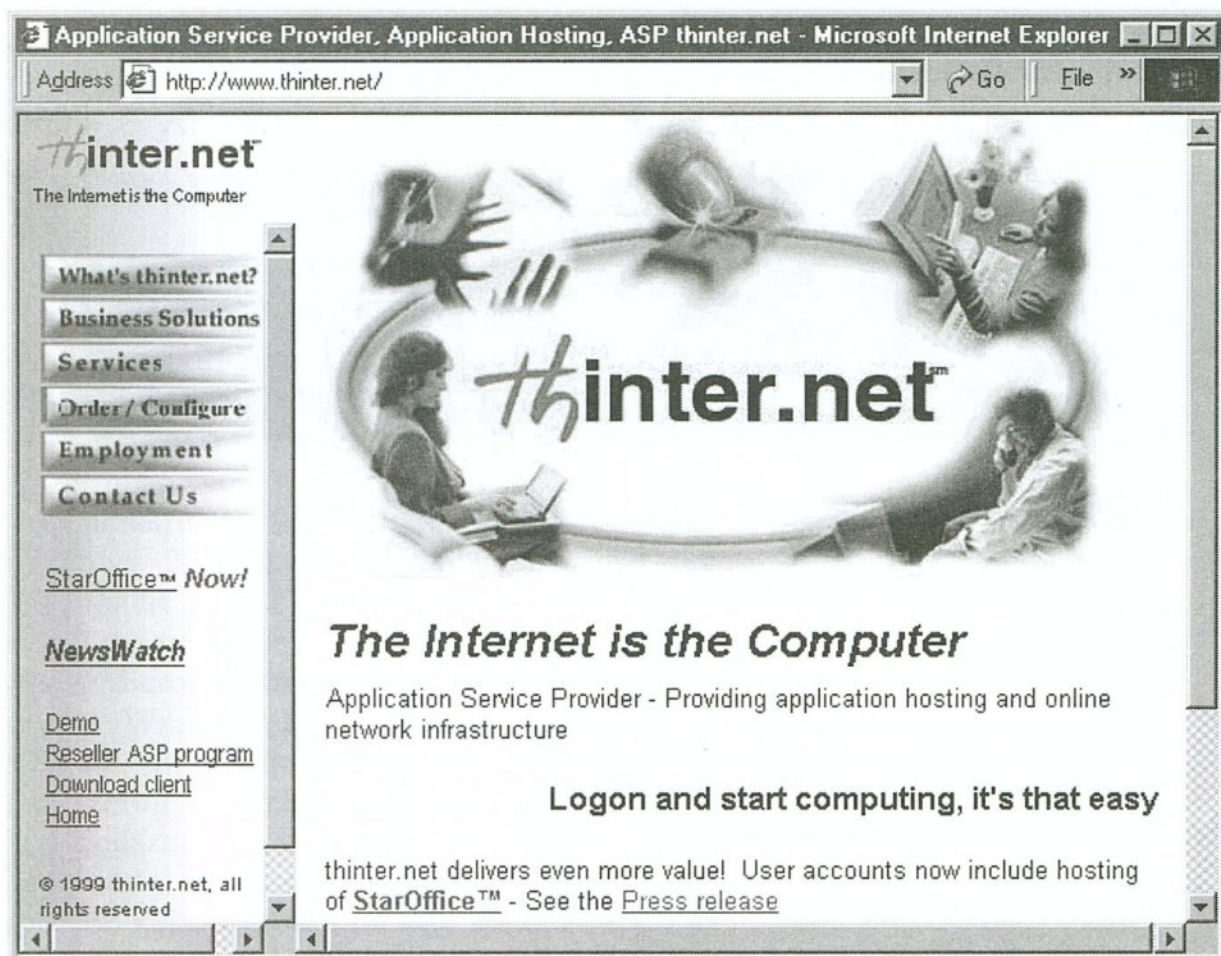 Application Service Provider, Application Hosting, ASP thinter.net - Microsoft Internet Explorer
Address http://www.thinter.net/ Go File »
thinter.net
The Internet is the Computer
What's thinter.net?
Business Solutions
Services
Order / Configure
Employment
Contact Us
StarOffice™ Now!
NewsWatch
Demo
Reseller ASP program
Download client
Home
© 1999 thinter.net, all
rights reserved
thinter.net℠
The Internet is the Computer
Application Service Provider - Providing application hosting and online
network infrastructure
Logon and start computing, it's that easy
thinter.net delivers even more value! User accounts now include hosting
of StarOffice™ - See the Press release